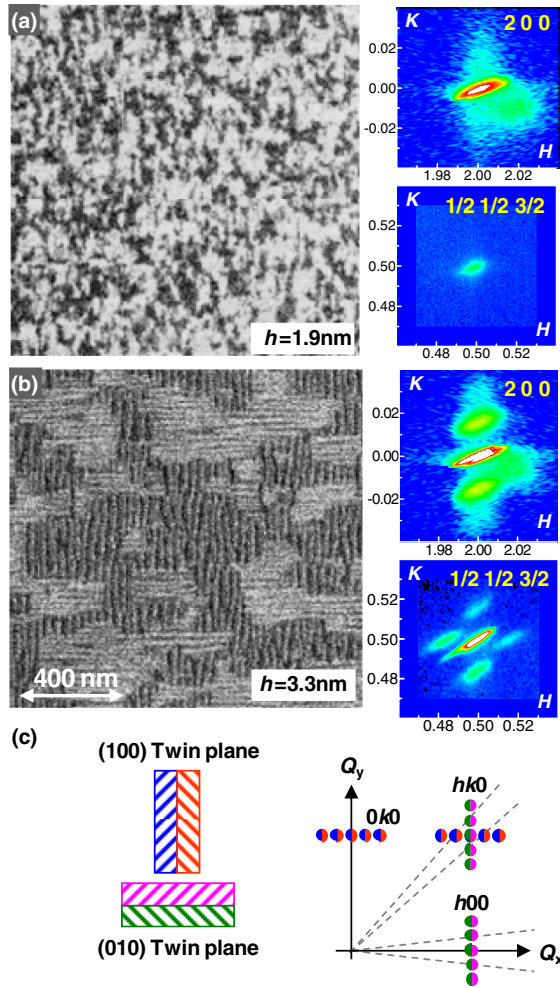 (a)
h=1.9nm
K
2 0 0
0.02
0.00
-0.02
H
1.98 2.00 2.02
K
1/2 1/2 3/2
0.52
0.50
0.48
H
0.48 0.50 0.52
(b)
400 nm
h=3.3nm
K
2 0 0
0.02
0.00
-0.02
H
1.98 2.00 2.02
K
1/2 1/2 3/2
0.52
0.50
0.48
H
0.48 0.50 0.52
(c)
(100) Twin plane
(010) Twin plane
Qy
0k0
hk0
h00
Qx